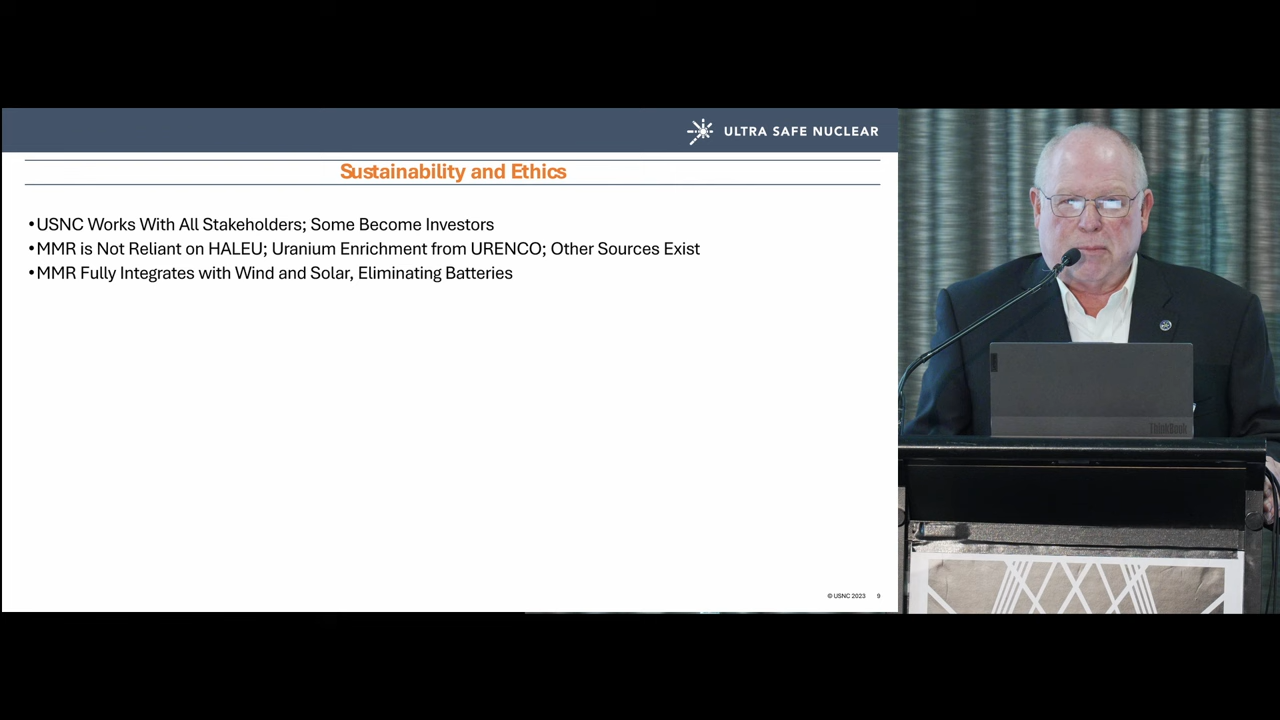 ULTRA SAFE NUCLEAR
Sustainability and Ethics
•USNC Works With All Stakeholders; Some Become Investors
•MMR is Not Reliant on HALEU; Uranium Enrichment from URENCO; Other Sources Exist
•MMR Fully Integrates with Wind and Solar, Eliminating Batteries
© USNC 2023 9
ThinkBook